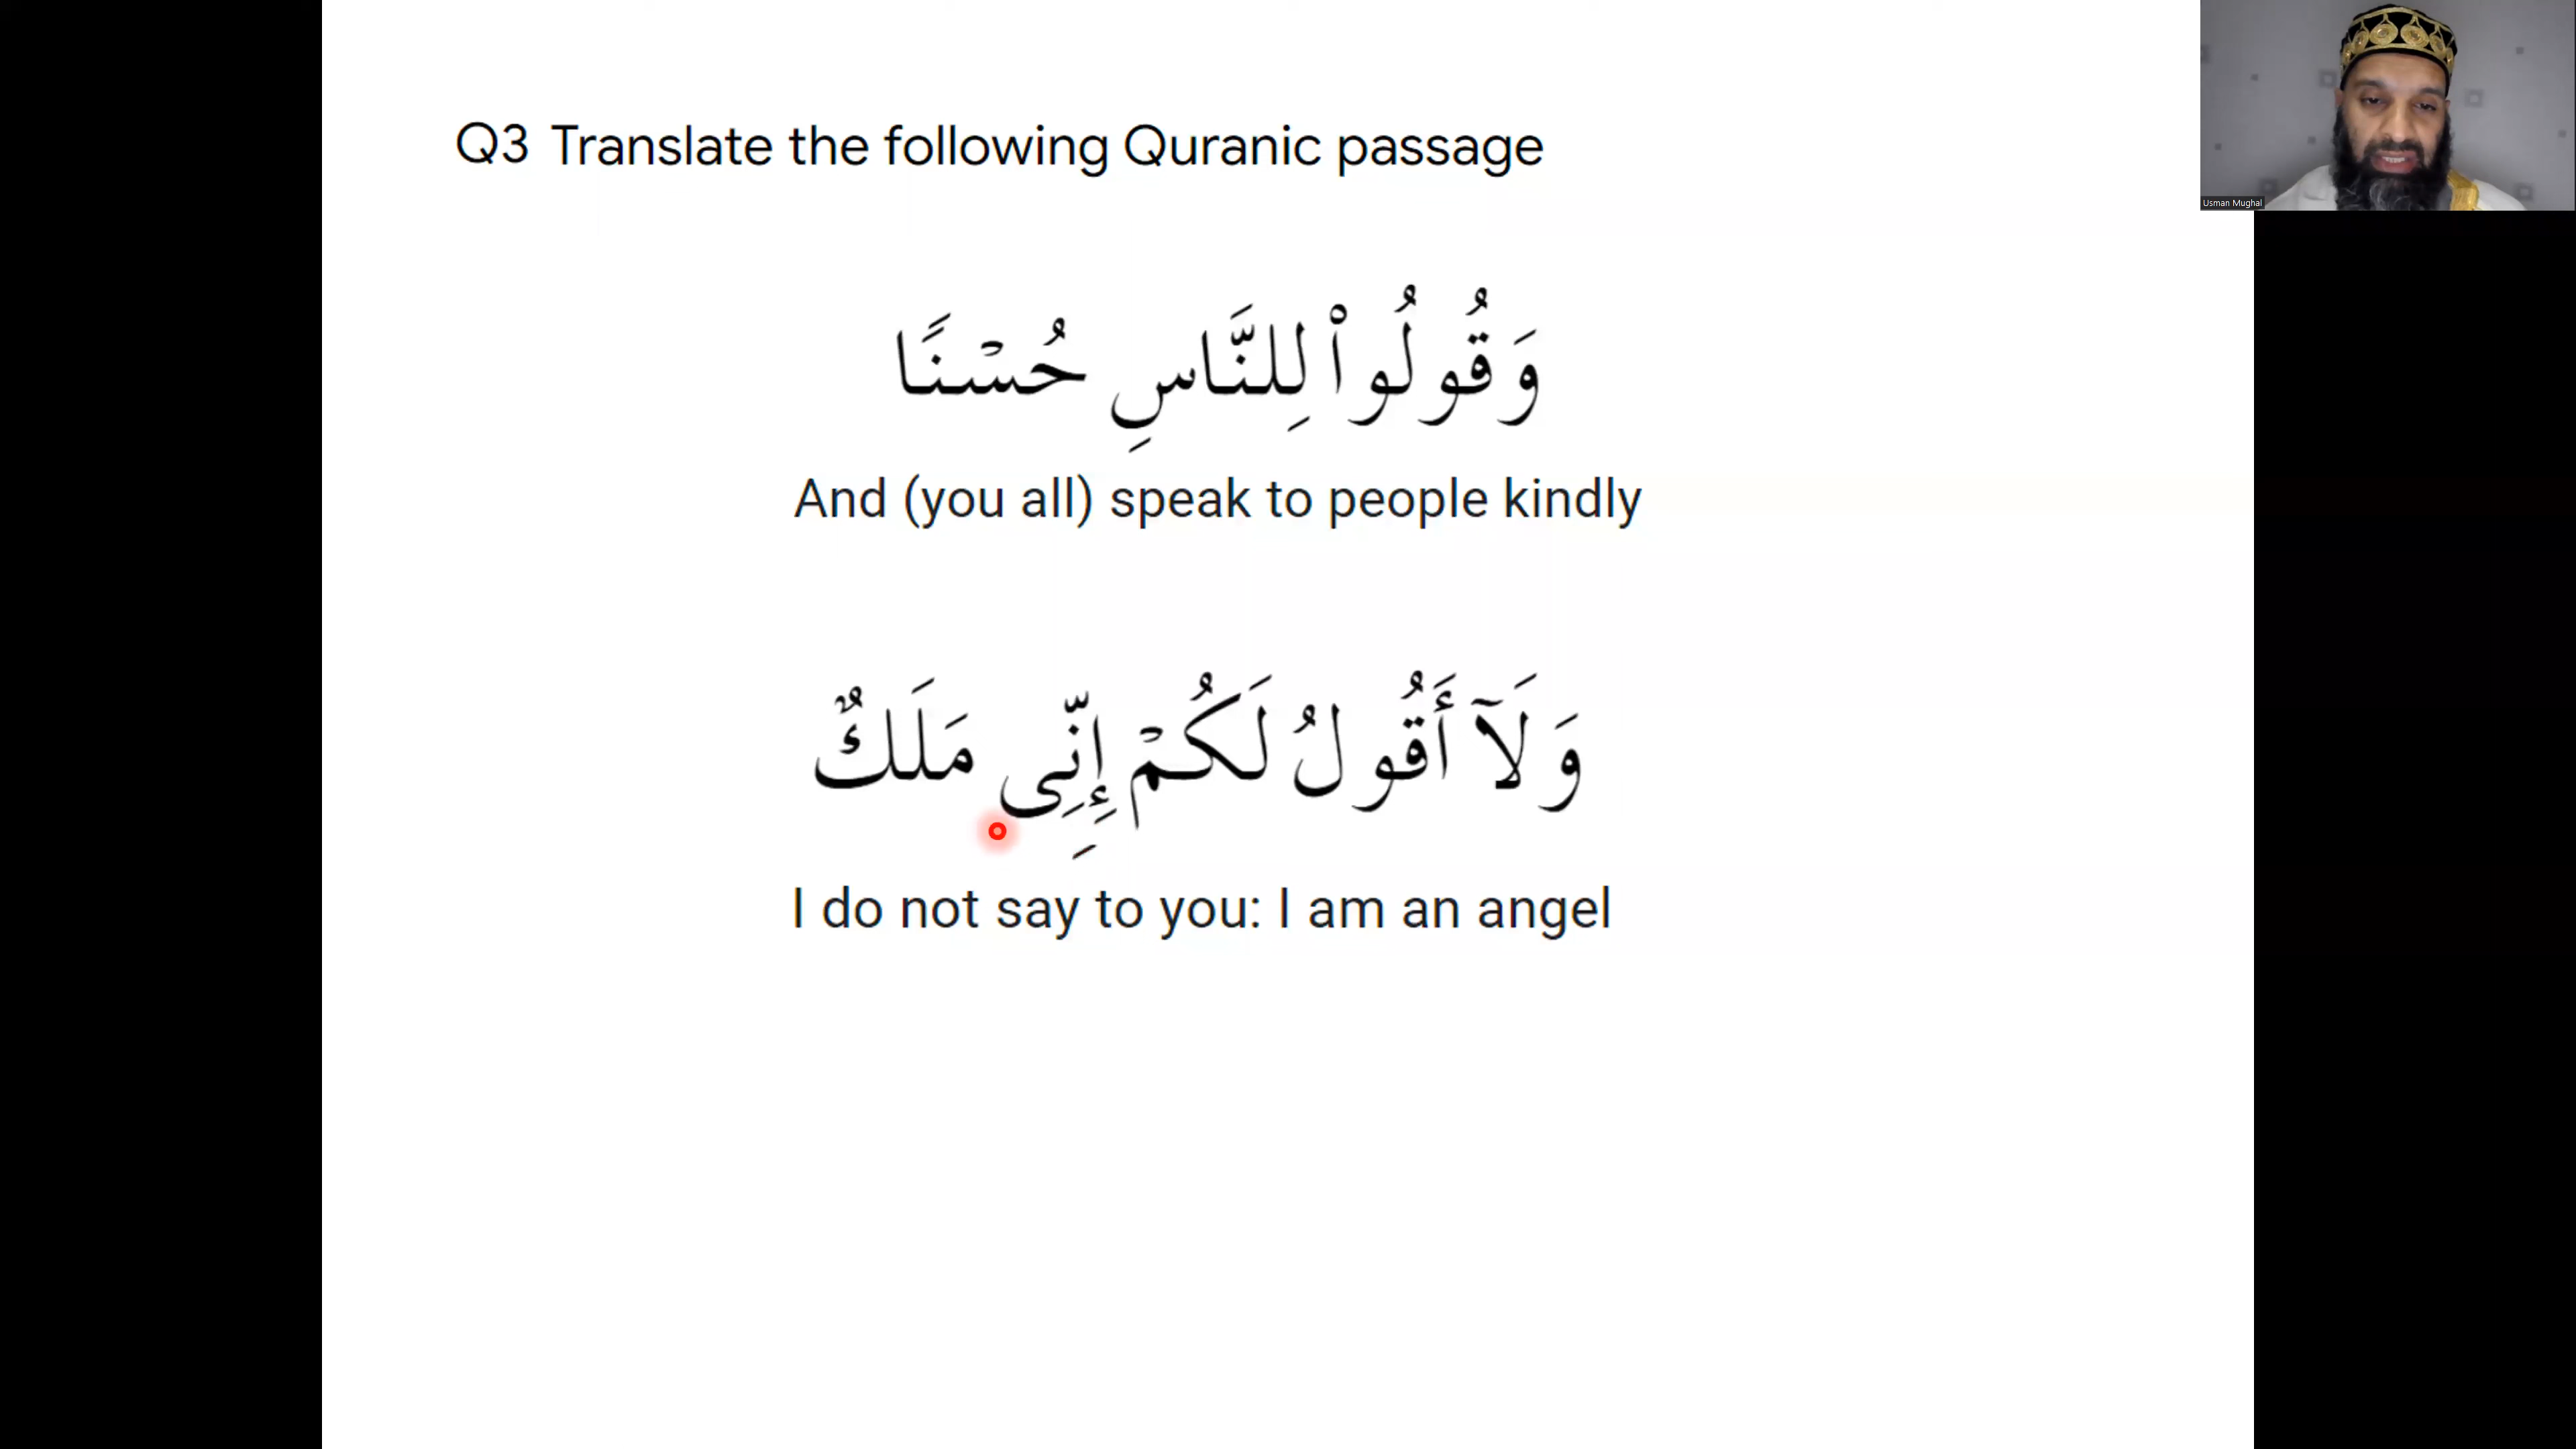 Q3 Translate the following Quranic passage
Usman Mughal
وَقُولُوا۟ لِلنَّاسِ حُسْنًا
And (you all) speak to people kindly
وَلَآ أَقُولُ لَكُمْ إِنِّى مَلَكٌ
I do not say to you: I am an angel